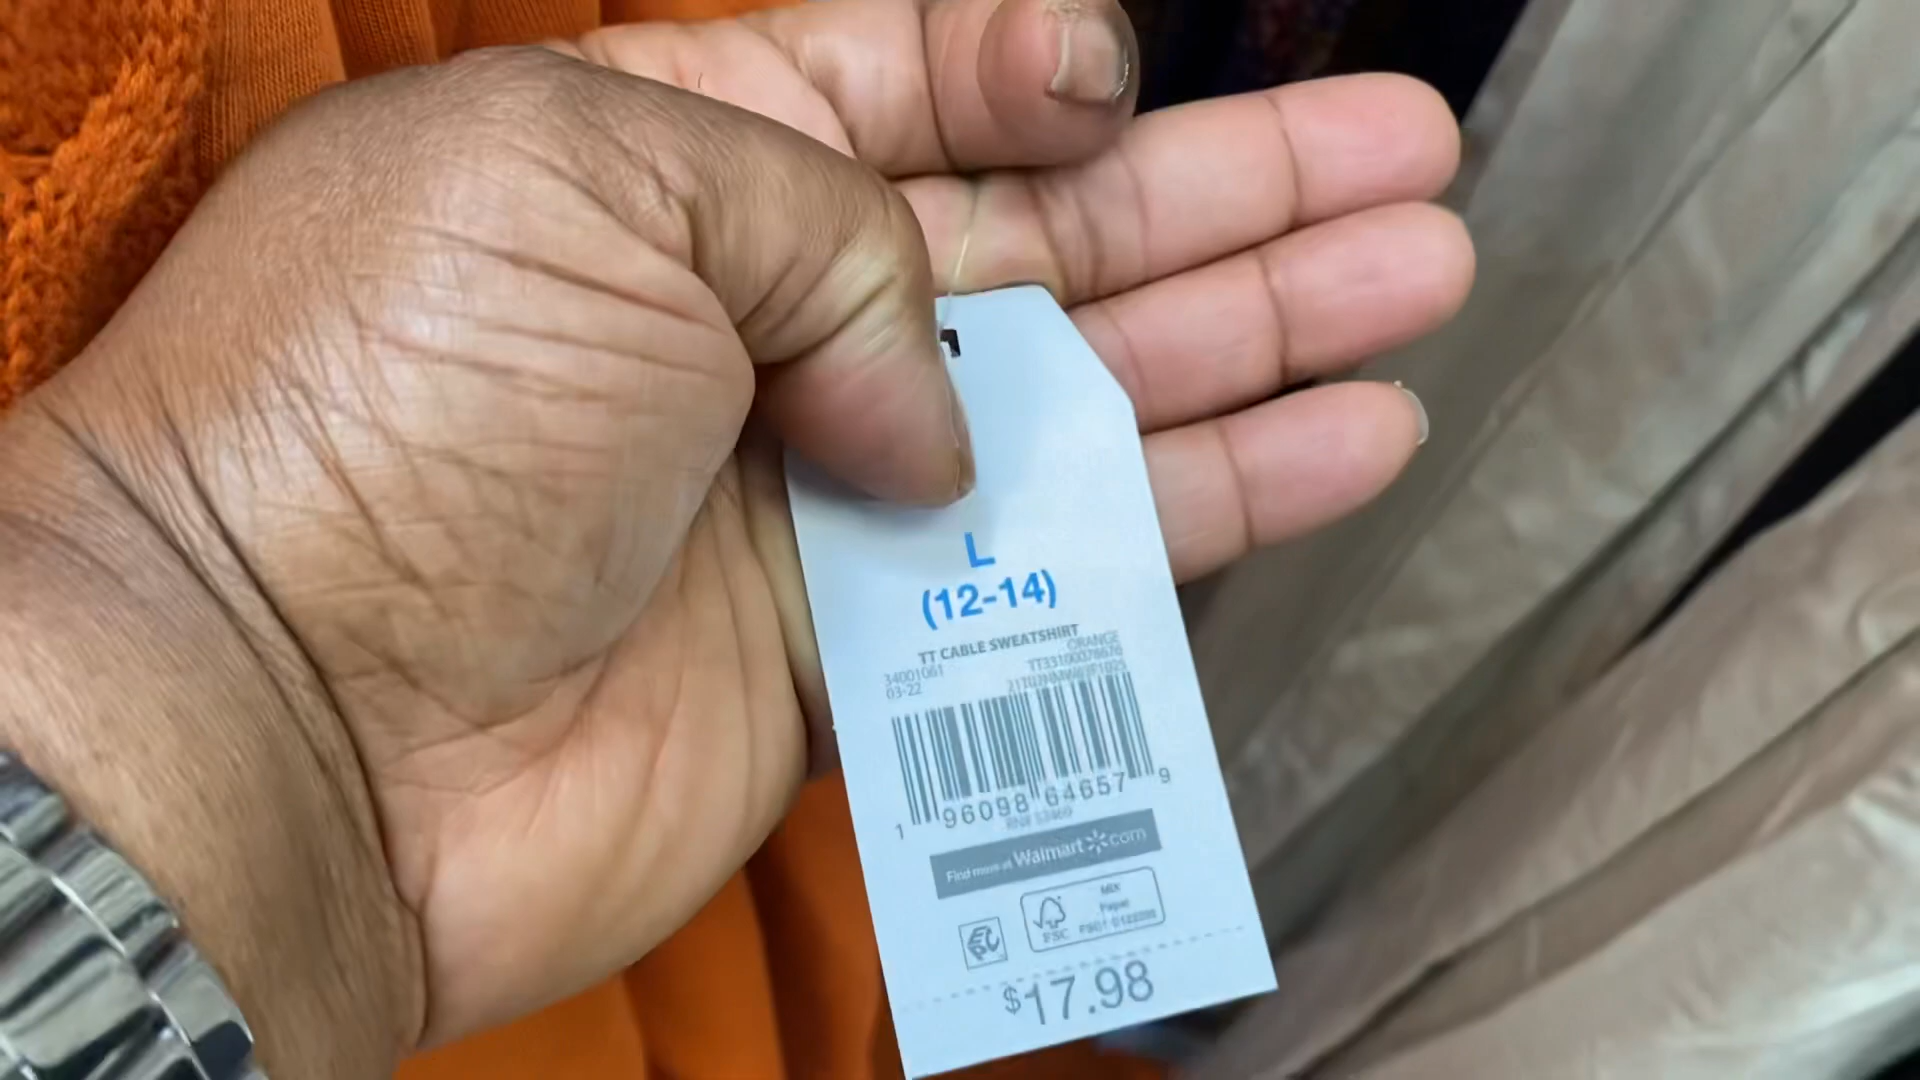 L
(12-14)
TT CABLE SWEATSHIRT
34001061 ORANGE
03-22 TT33100078676
1 96098 64657 9
Find more at Walmart com
FSC MIX
Paper
$17.98